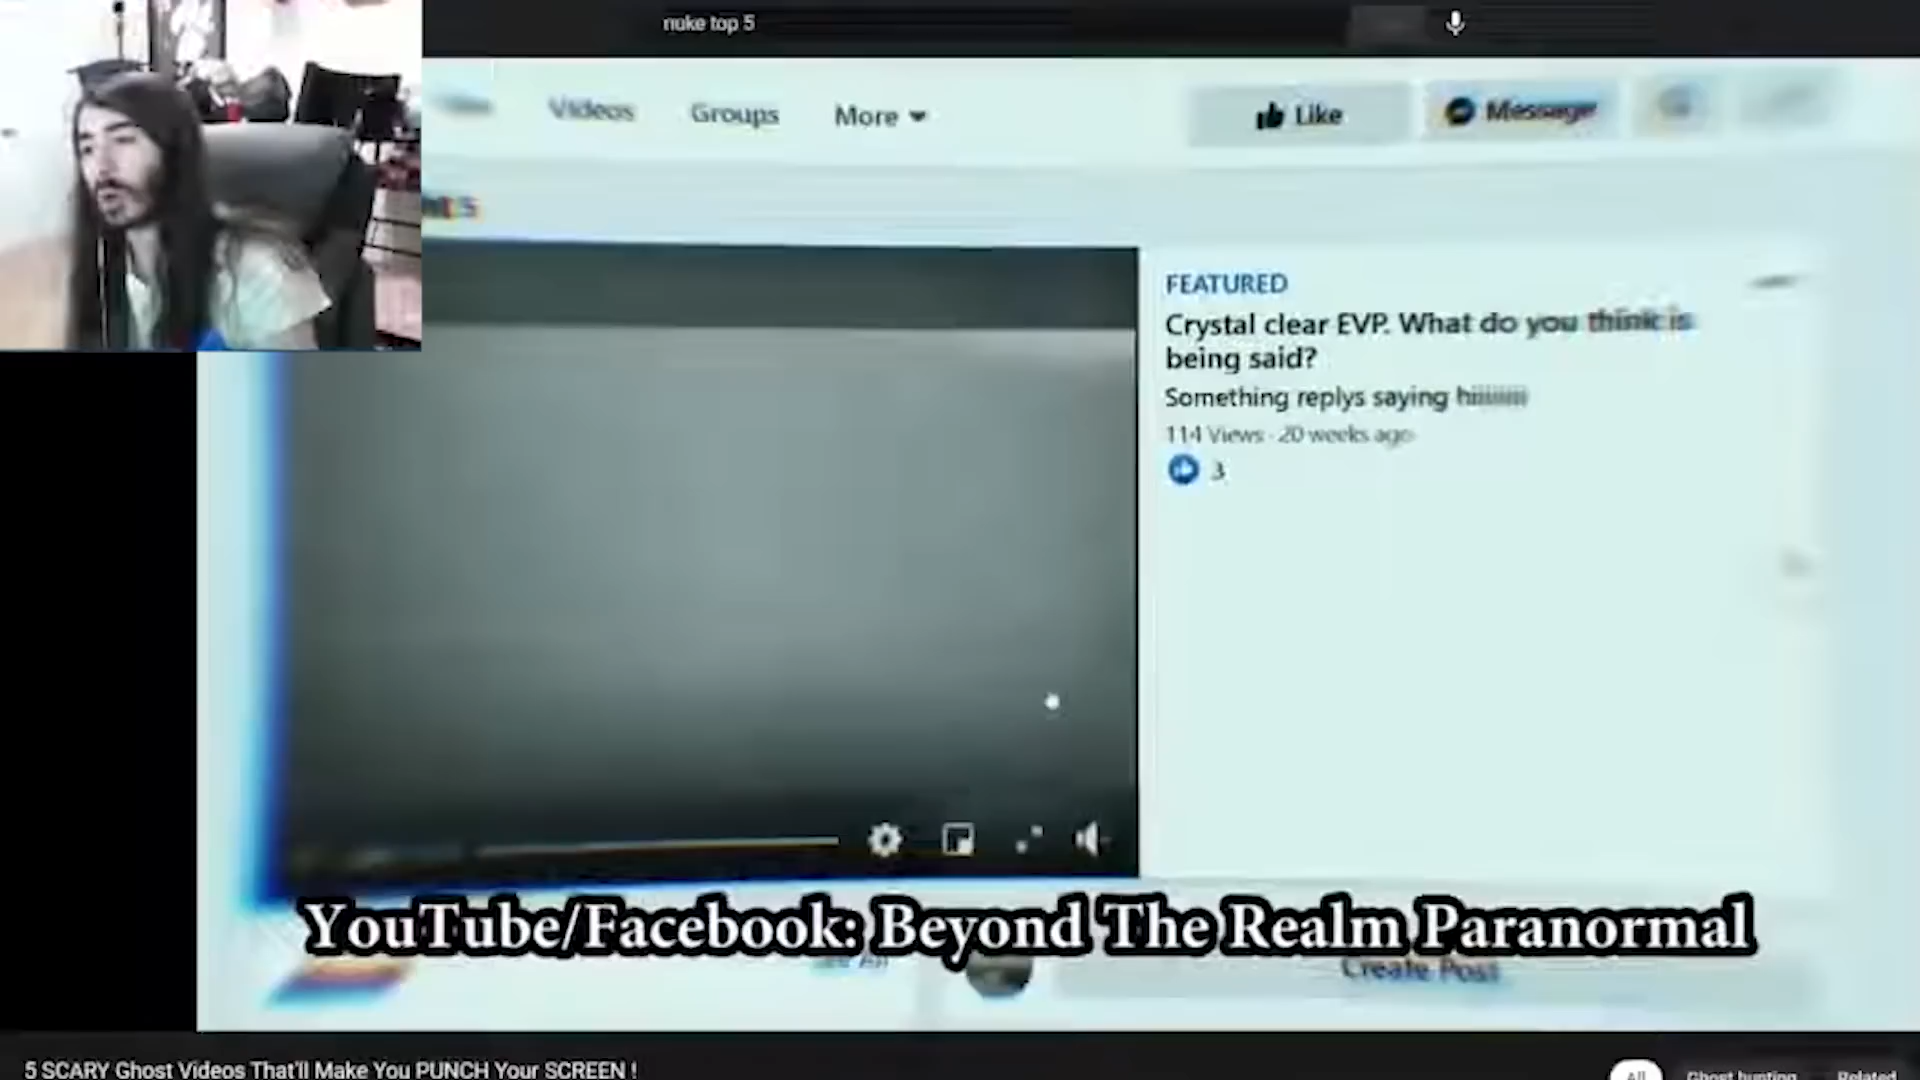 nuke top 5
Videos
Groups
More
Like
Message
FEATURED
Crystal clear EVP. What do you think is
being said?
Something replys saying hiiiiiiii
114 Views · 20 weeks ago
3
YouTube/Facebook: Beyond The Realm Paranormal
Create Post
5 SCARY Ghost Videos That'll Make You PUNCH Your SCREEN !
All
Ghost hunting
Related